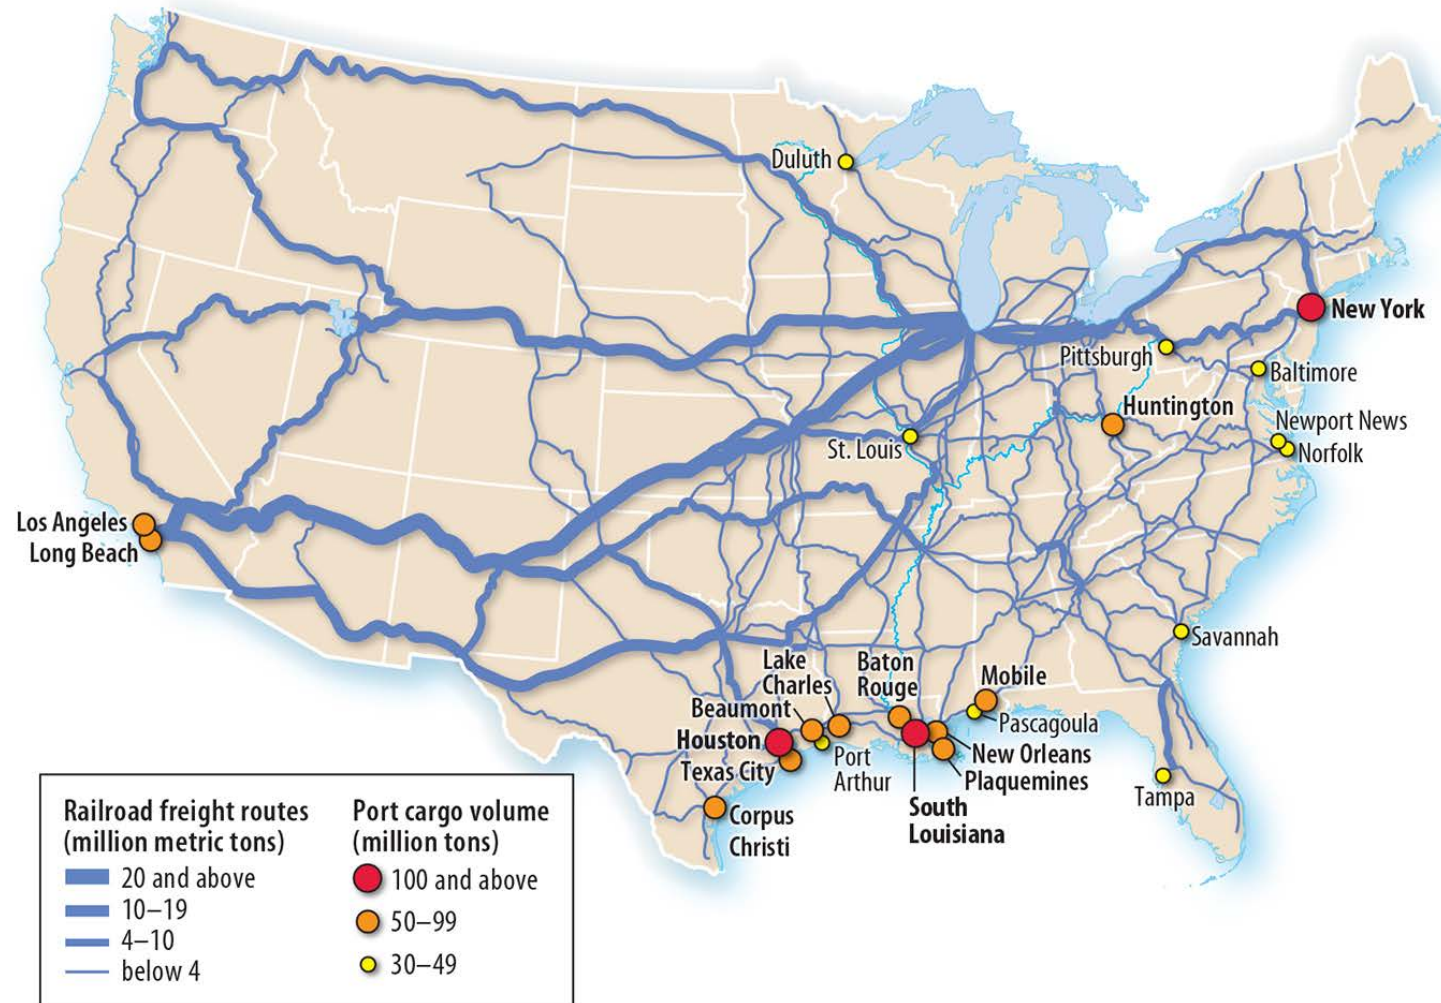 Duluth
New York
Pittsburgh
Baltimore
Huntington
Newport News
St. Louis
Norfolk
Los Angeles
Long Beach
Savannah
Lake
Charles
Baton
Rouge
Mobile
Beaumont
Pascagoula
Houston
New Orleans
Port
Arthur
Texas City
Plaquemines
Tampa
South
Louisiana
Corpus
Christi
Railroad freight routes
(million metric tons)
20 and above
10–19
4–10
below 4
Port cargo volume
(million tons)
100 and above
50–99
30–49